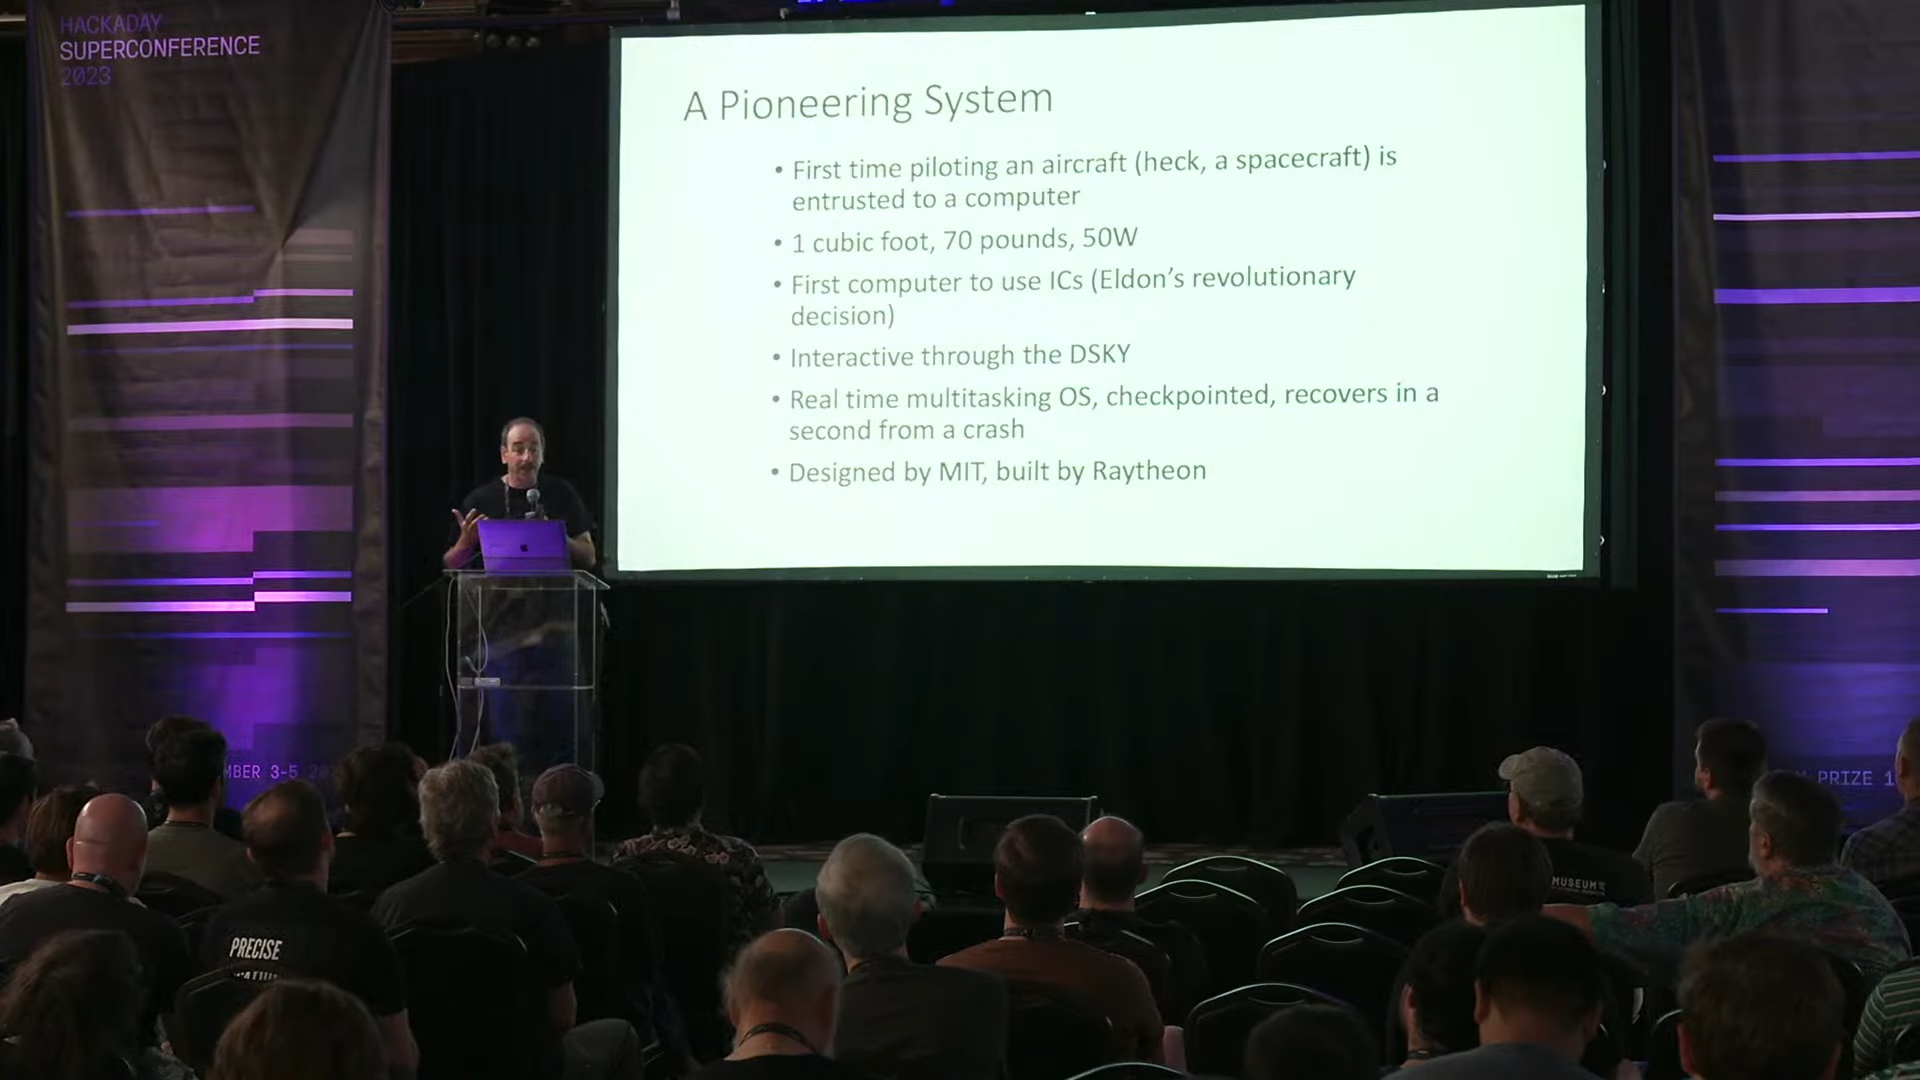 HACKADAY
SUPERCONFERENCE
2023
A Pioneering System
• First time piloting an aircraft (heck, a spacecraft) is
entrusted to a computer
• 1 cubic foot, 70 pounds, 50W
• First computer to use ICs (Eldon's revolutionary
decision)
• Interactive through the DSKY
• Real time multitasking OS, checkpointed, recovers in a
second from a crash
• Designed by MIT, built by Raytheon
3-5
PRIZE
MUSEUM
PRECISE